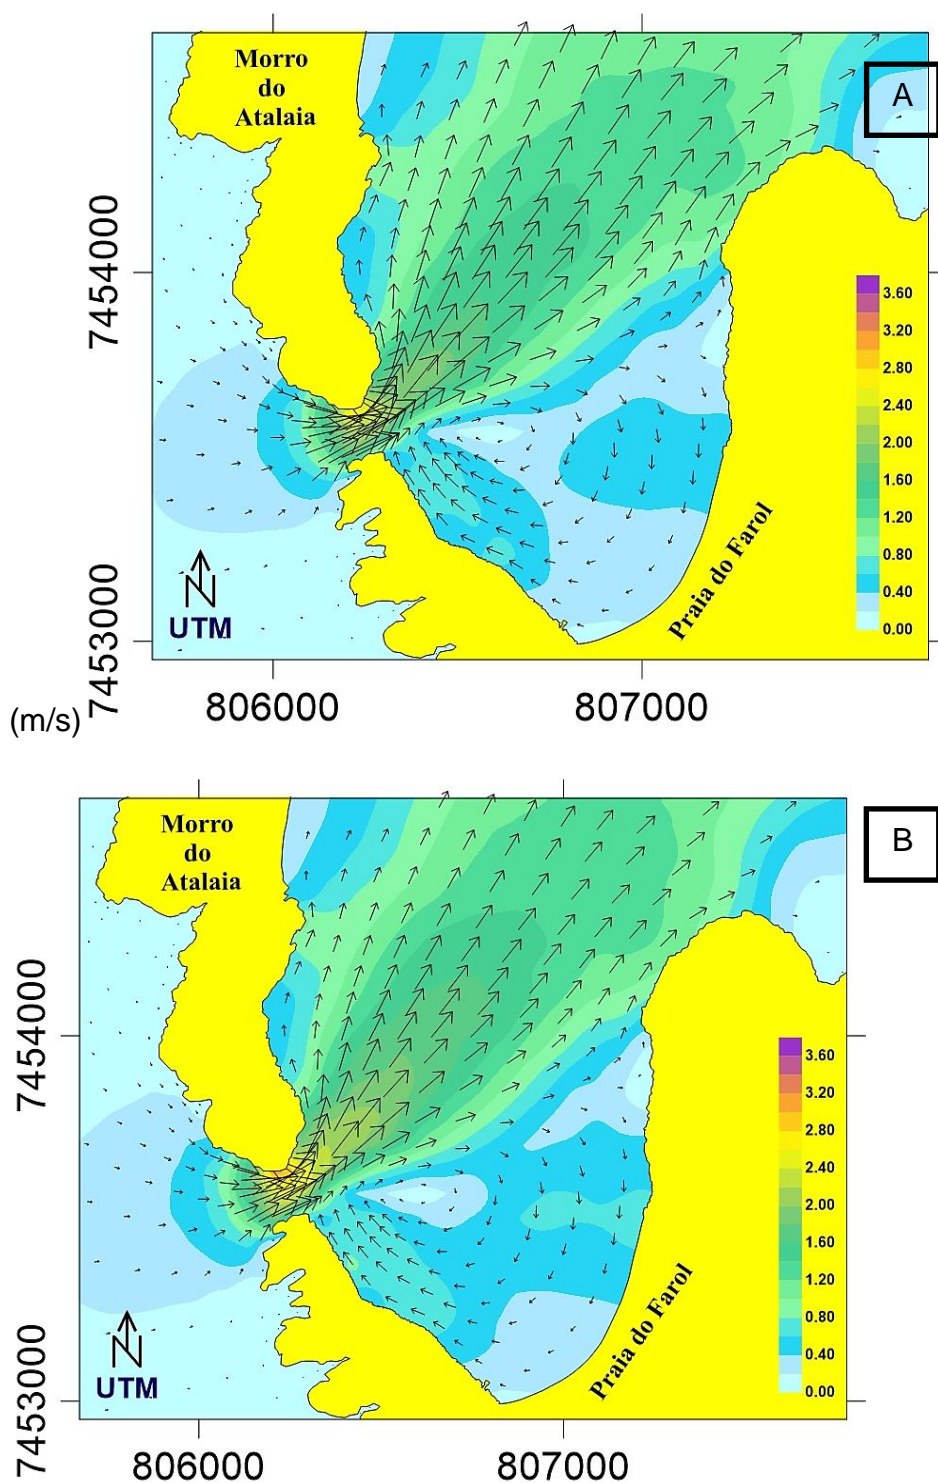 Morro
do
Atalaia
A
7454000
7453000
3.60
3.20
2.80
2.40
2.00
1.60
1.20
0.80
0.40
0.00
Praia do Farol
N
UTM
806000
807000
(m/s)
Morro
do
Atalaia
B
7454000
7453000
3.60
3.20
2.80
2.40
2.00
1.60
1.20
0.80
0.40
0.00
Praia do Farol
N
UTM
806000
807000